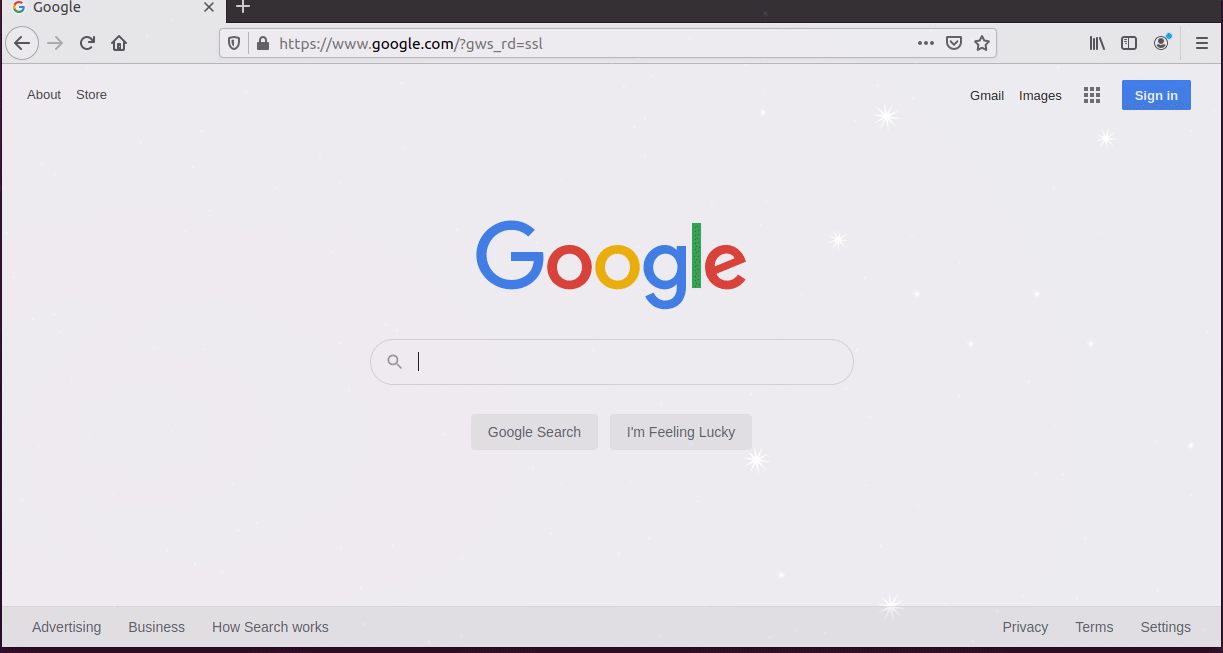 Google
https://www.google.com/?gws_rd=ssl
About Store
Gmail Images Sign in
Google
Google Search I'm Feeling Lucky
Advertising Business How Search works
Privacy Terms Settings